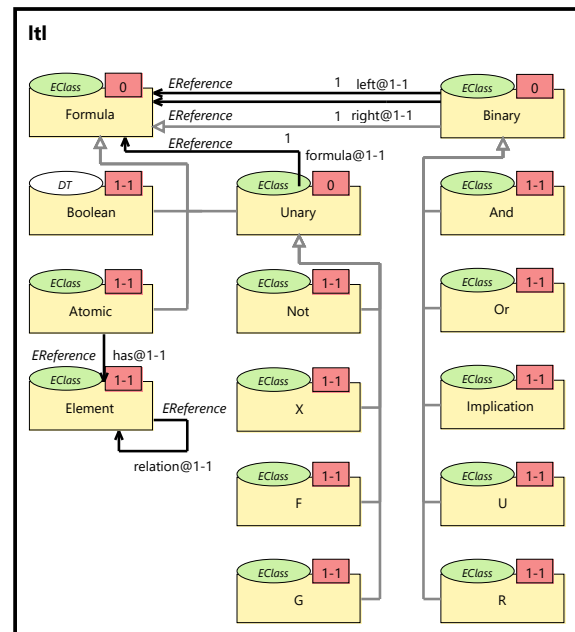 ltl
EClass 0 EReference 1 left@1-1 EClass 0
Formula EReference 1 right@1-1 Binary
EReference 1
formula@1-1
DT 1-1 EClass 0 EClass 1-1
Boolean Unary And
EClass 1-1 EClass 1-1 EClass 1-1
Atomic Not Or
EReference has@1-1
EClass 1-1 EReference EClass 1-1 EClass 1-1
Element X Implication
relation@1-1
EClass 1-1 EClass 1-1
F U
EClass 1-1 EClass 1-1
G R